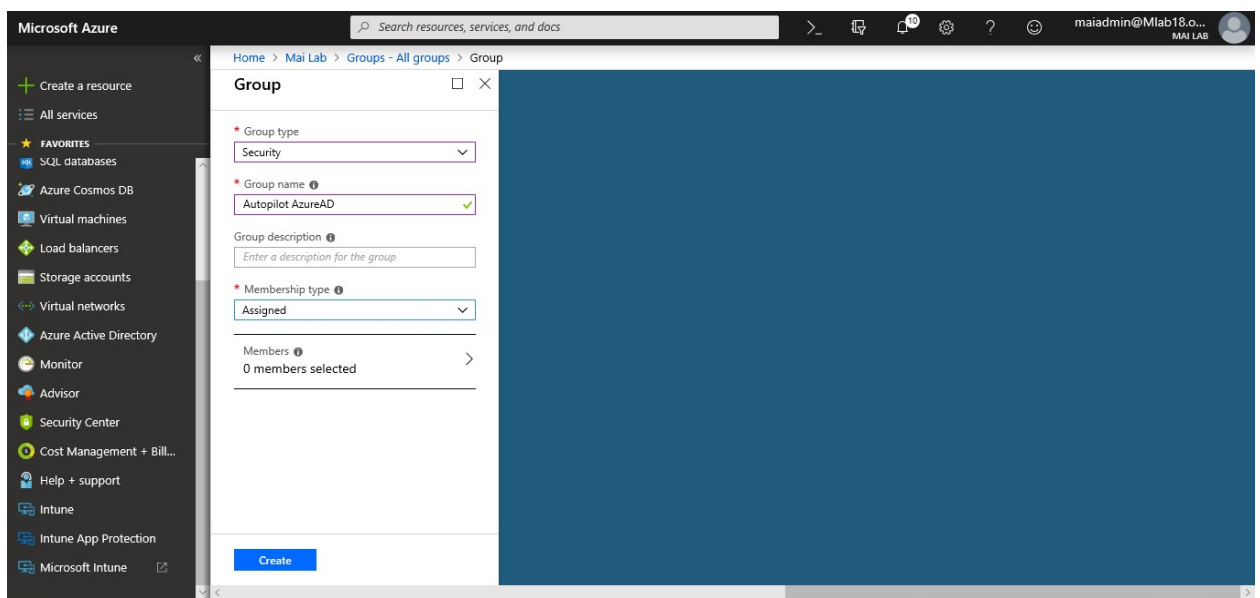 Microsoft Azure
Search resources, services, and docs
10
maiadmin@Mlab18.o...
MAI LAB
Home > Mai Lab > Groups - All groups > Group
Create a resource
All services
FAVORITES
SQL databases
Azure Cosmos DB
Virtual machines
Load balancers
Storage accounts
Virtual networks
Azure Active Directory
Monitor
Advisor
Security Center
Cost Management + Bill...
Help + support
Intune
Intune App Protection
Microsoft Intune
Group
* Group type
Security
* Group name
Autopilot AzureAD
Group description
Enter a description for the group
* Membership type
Assigned
Members
0 members selected
Create